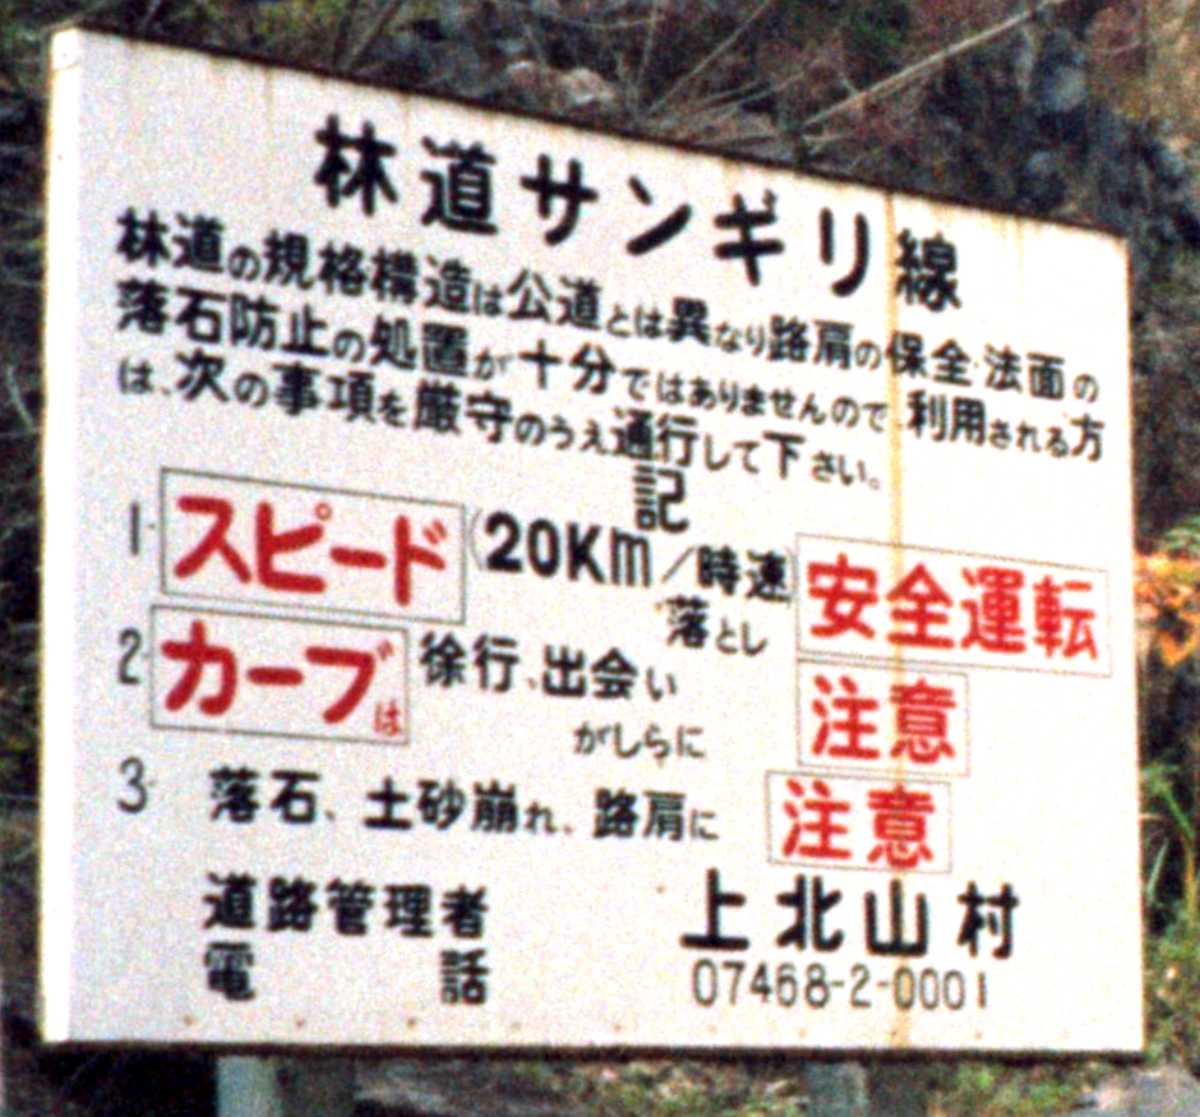 林道サンギリ線
林道の規格構造は公道とは異なり路肩の保全・法面の
落石防止の処置が十分ではありませんので、利用される方
は、次の事項を厳守のうえ通行して下さい。
記
1. スピード (20Km/時速) 安全運転
落とし
2. カーブは 徐行、出会い 注意
がしらに
3. 落石、土砂崩れ、路肩に 注意
道路管理者 上北山村
電話 07468-2-0001